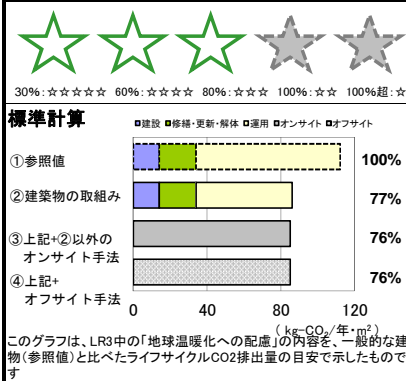 30%: ☆☆☆☆☆ 60%: ☆☆☆☆ 80%: ☆☆☆ 100%: ☆☆ 100%超: ☆
標準計算
■建設 ■修繕・更新・解体 □運用 ■オンサイト ■オフサイト
①参照値 100%
②建築物の取組み 77%
③上記+②以外の
オンサイト手法 76%
④上記+
オフサイト手法 76%
0 40 80 120
( kg-CO₂/年・㎡ )
このグラフは、LR3中の「地球温暖化への配慮」の内容を、一般的な建
物(参照値)と比べたライフサイクルCO2排出量の目安で示したもので
す